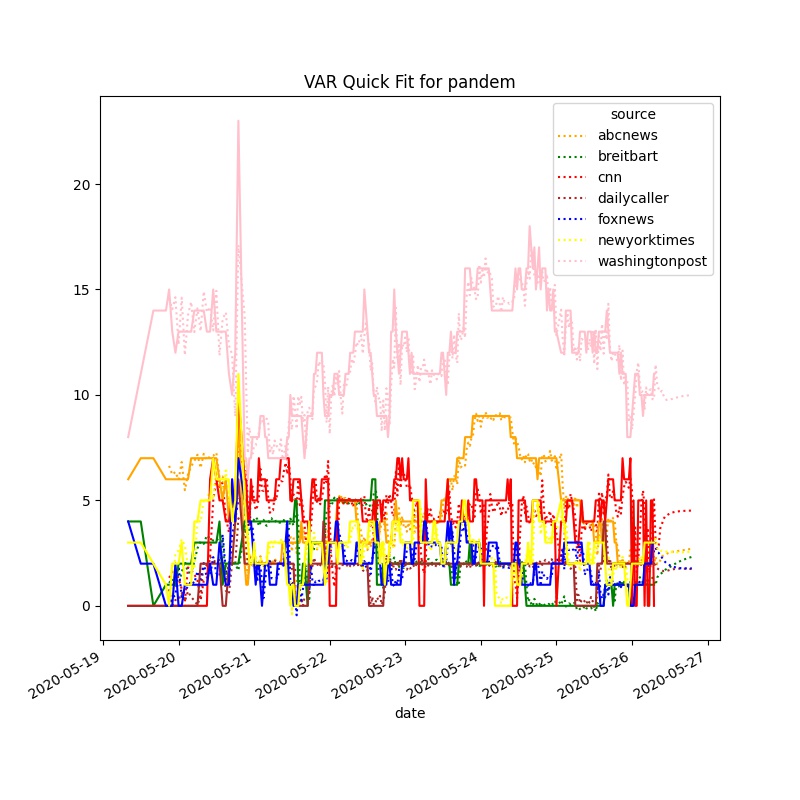 VAR Quick Fit for pandem
source
abcnews
breitbart
cnn
dailycaller
foxnews
newyorktimes
washingtonpost
20
15
10
5
0
2020-05-19
2020-05-20
2020-05-21
2020-05-22
2020-05-23
2020-05-24
2020-05-25
2020-05-26
2020-05-27
date